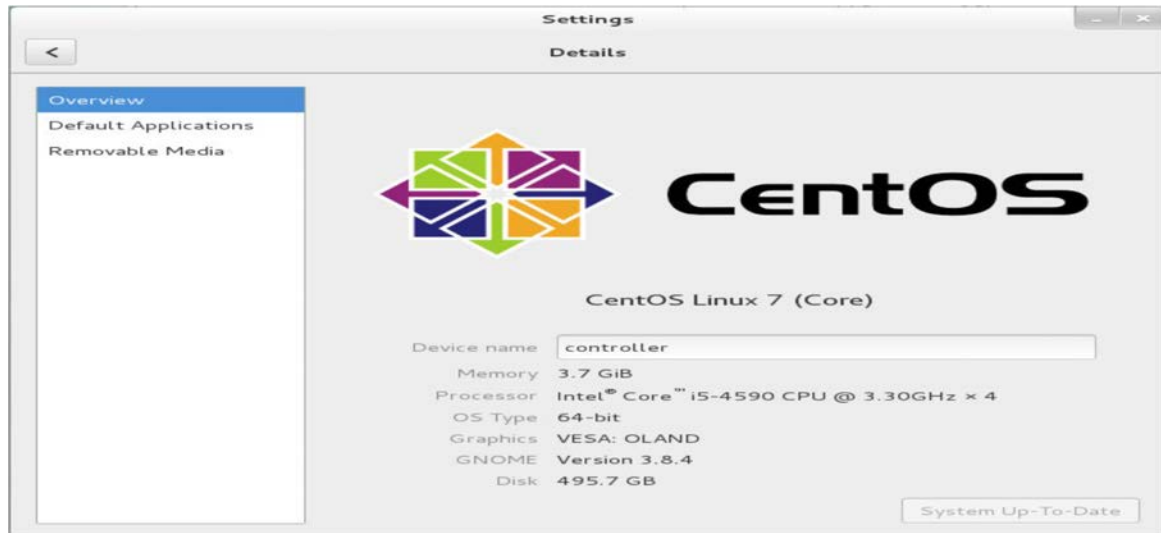 Settings
<
Details
Overview
Default Applications
Removable Media
CentOS
CentOS Linux 7 (Core)
Device name controller
Memory 3.7 GiB
Processor Intel® Core™ i5-4590 CPU @ 3.30GHz × 4
OS Type 64-bit
Graphics VESA: OLAND
GNOME Version 3.8.4
Disk 495.7 GB
System Up-To-Date